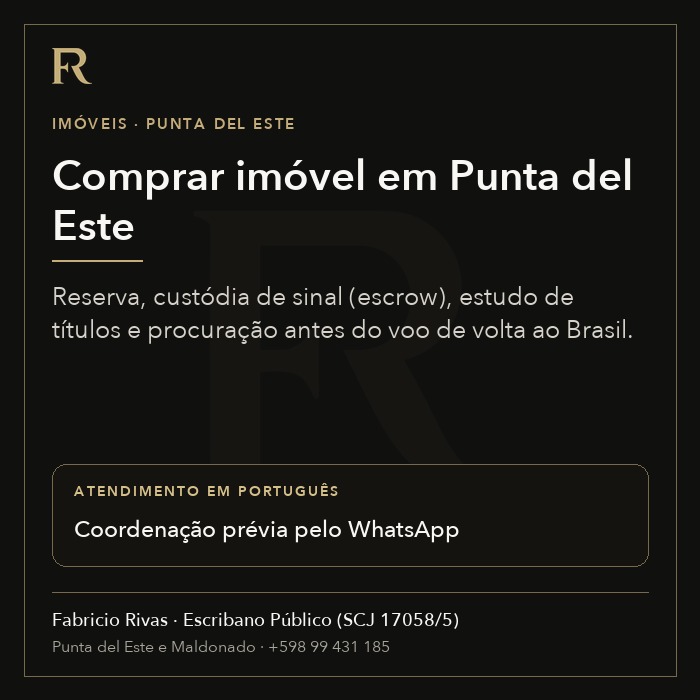 R
IMÓVEIS · PUNTA DEL ESTE
Comprar imóvel em Punta del
Este
Reserva, custódia de sinal (escrow), estudo de
títulos e procuração antes do voo de volta ao Brasil.
ATENDIMENTO EM PORTUGUÊS
Coordenação prévia pelo WhatsApp
Fabricio Rivas · Escribano Público (SCJ 17058/5)
Punta del Este e Maldonado · +598 99 431 185